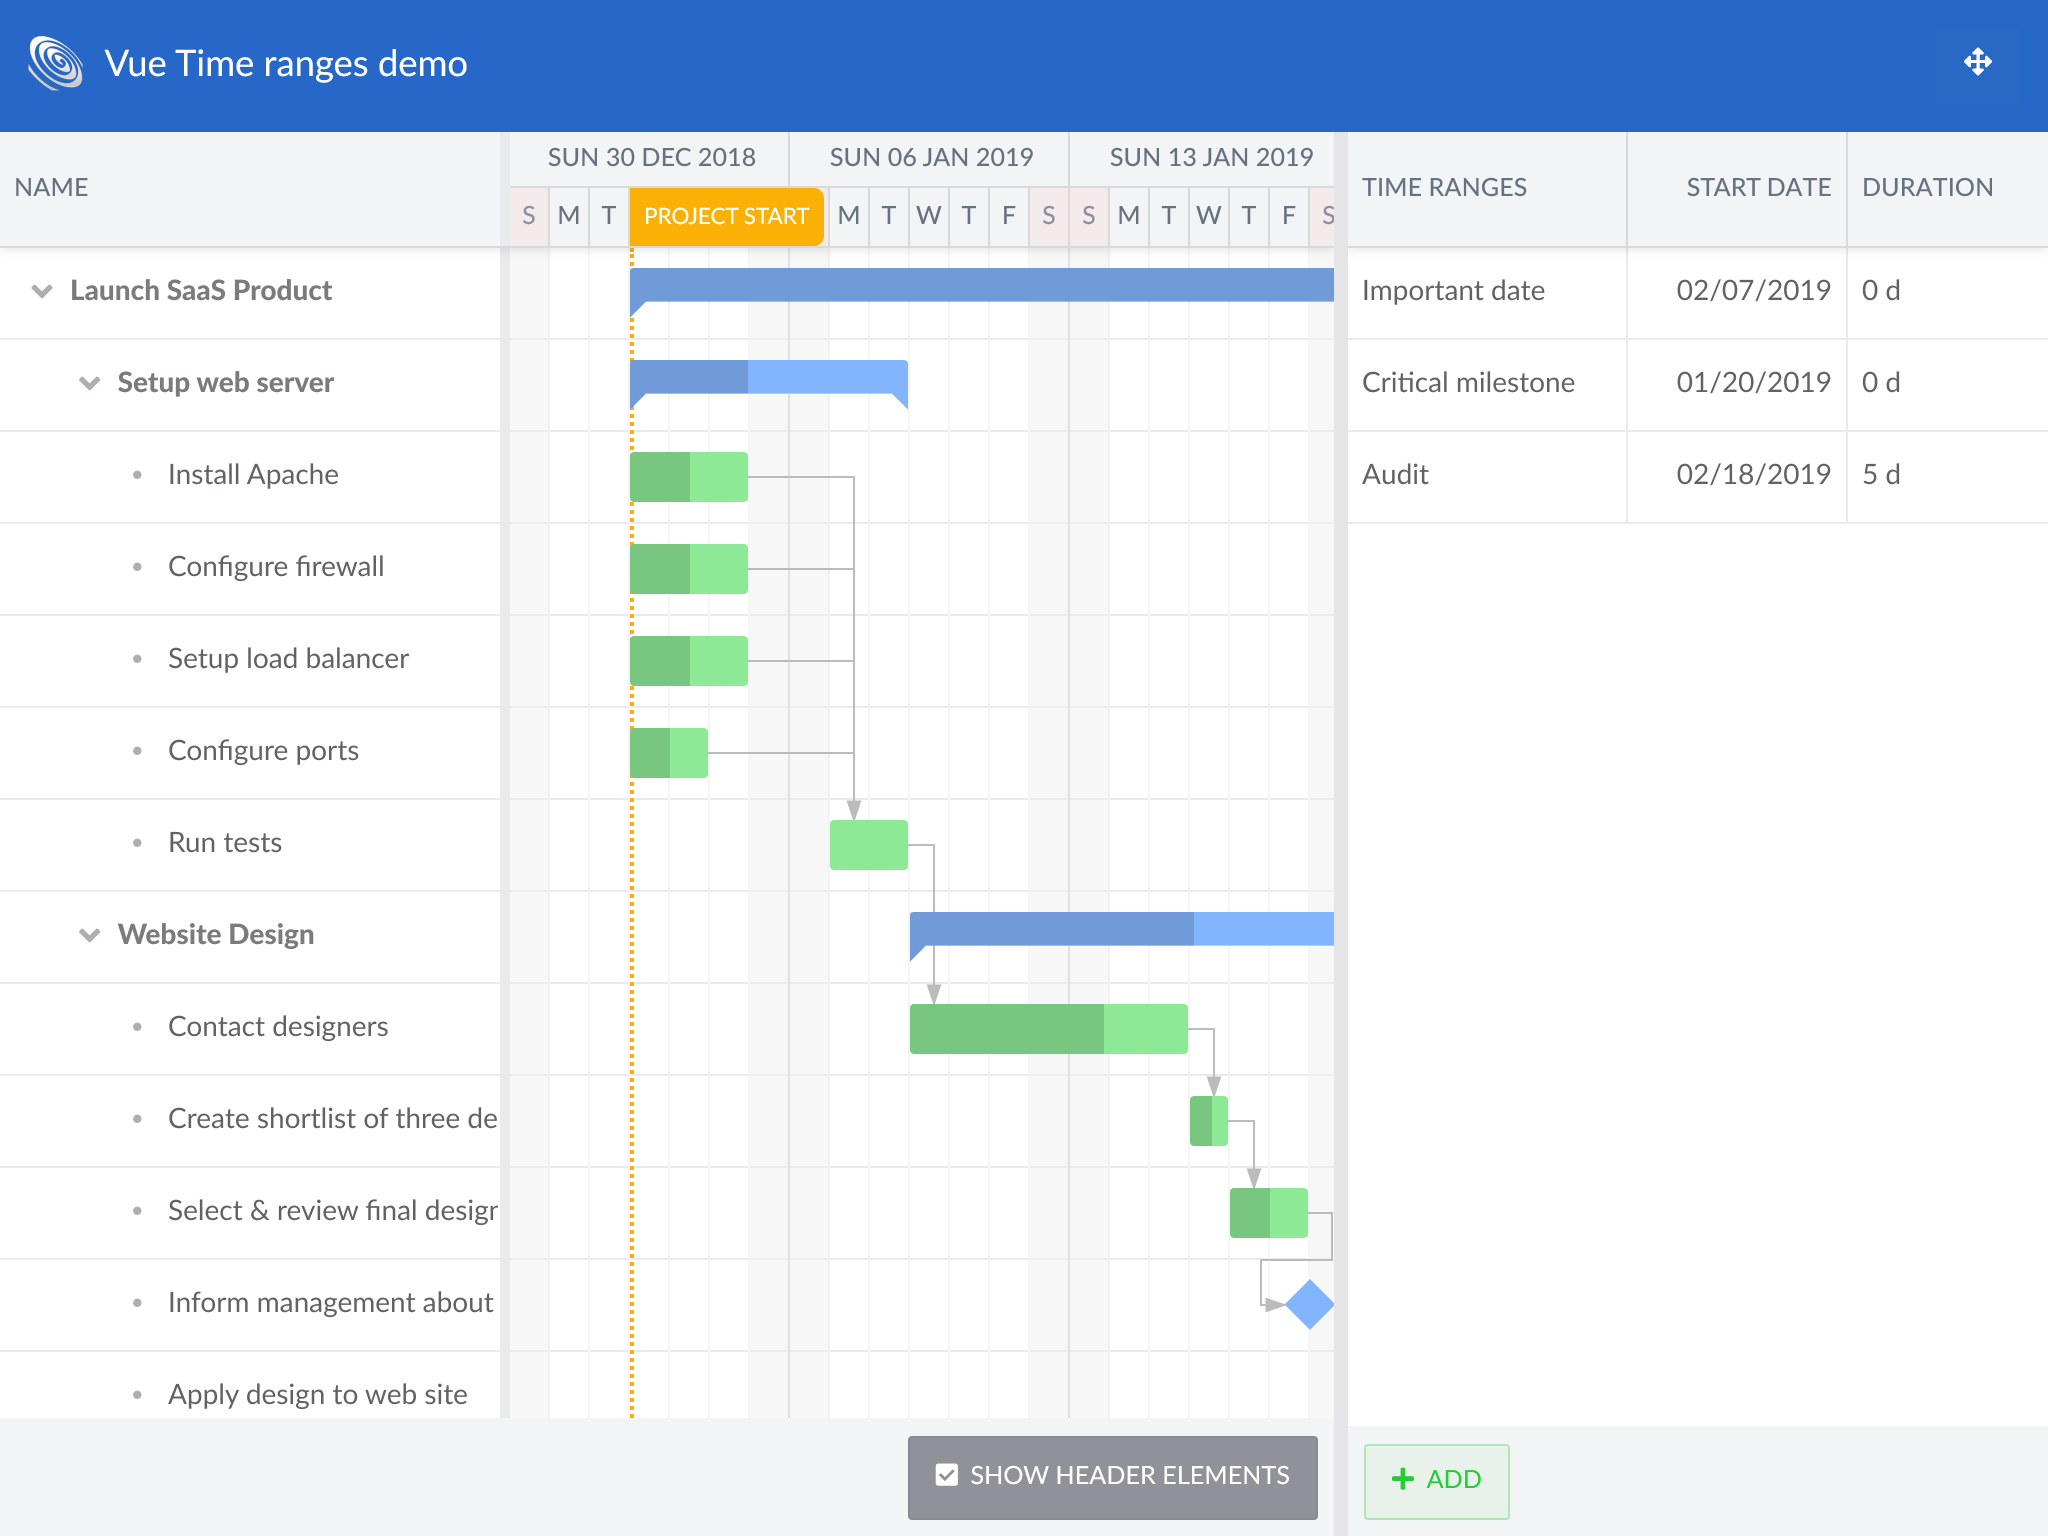 Vue Time ranges demo
NAME
SUN 30 DEC 2018 SUN 06 JAN 2019 SUN 13 JAN 2019
S M T PROJECT START M T W T F S S M T W T F S
TIME RANGES START DATE DURATION
Launch SaaS Product
Setup web server
Install Apache
Configure firewall
Setup load balancer
Configure ports
Run tests
Website Design
Contact designers
Create shortlist of three de
Select & review final desigr
Inform management about
Apply design to web site
Important date 02/07/2019 0 d
Critical milestone 01/20/2019 0 d
Audit 02/18/2019 5 d
SHOW HEADER ELEMENTS
ADD